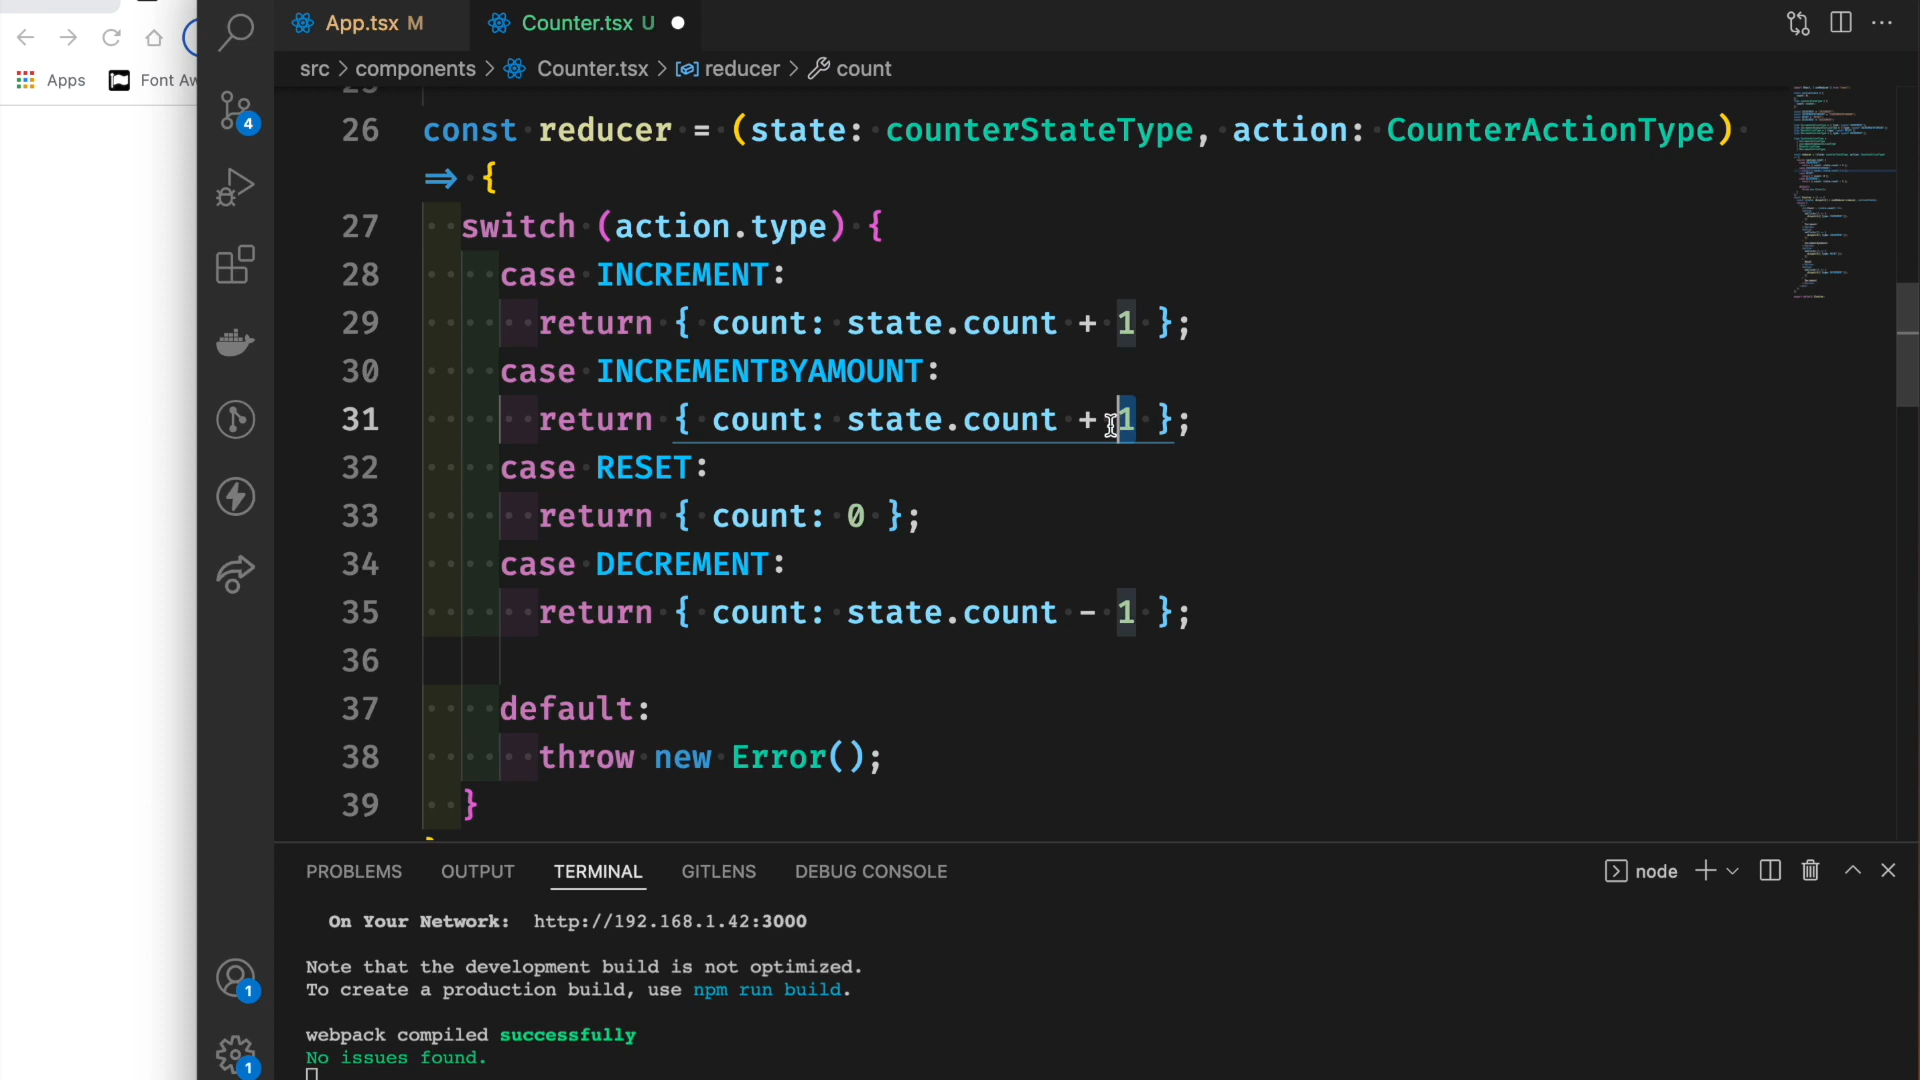 App.tsx M
Counter.tsx U
src > components > Counter.tsx > reducer > count
Apps
Font Aw
4
26 const reducer = (state: counterStateType, action: CounterActionType)
⇒ {
27 switch (action.type) {
28 case INCREMENT:
29 return { count: state.count + 1 };
30 case INCREMENTBYAMOUNT:
31 return { count: state.count + 1 };
32 case RESET:
33 return { count: 0 };
34 case DECREMENT:
35 return { count: state.count - 1 };
36
37 default:
38 throw new Error();
39 }
PROBLEMS OUTPUT TERMINAL GITLENS DEBUG CONSOLE
node
On Your Network: http://192.168.1.42:3000
Note that the development build is not optimized.
To create a production build, use npm run build.
webpack compiled successfully
No issues found.
1
1